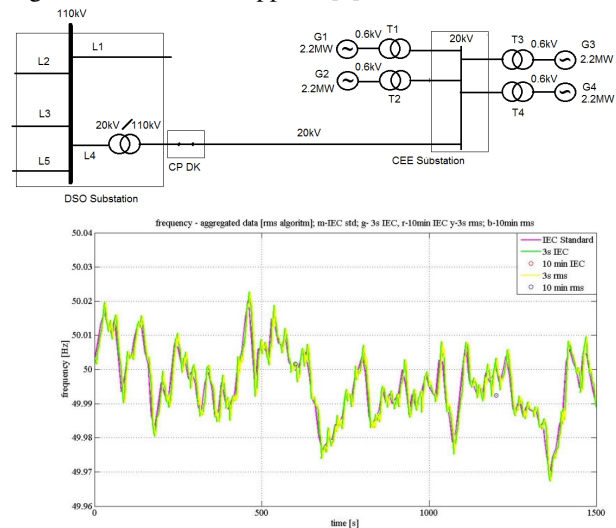 110kV
20kV
L1
L2
L3
L4
L5
20kV
110kV
CP DK
DSO Substation
20kV
G1
2.2MW
0.6kV
T1
G2
2.2MW
0.6kV
T2
T3
0.6kV
G3
2.2MW
T4
0.6kV
G4
2.2MW
CEE Substation
frequency - aggregated data [rms algoritm]; m-IEC std; g- 3s IEC, r-10min IEC y-3s rms; b-10min rms
IEC Standard
3s IEC
10 min IEC
3s rms
10 min rms
frequency [Hz]
50.04
50.03
50.02
50.01
50
49.99
49.98
49.97
49.96
0
500
1000
1500
time [s]